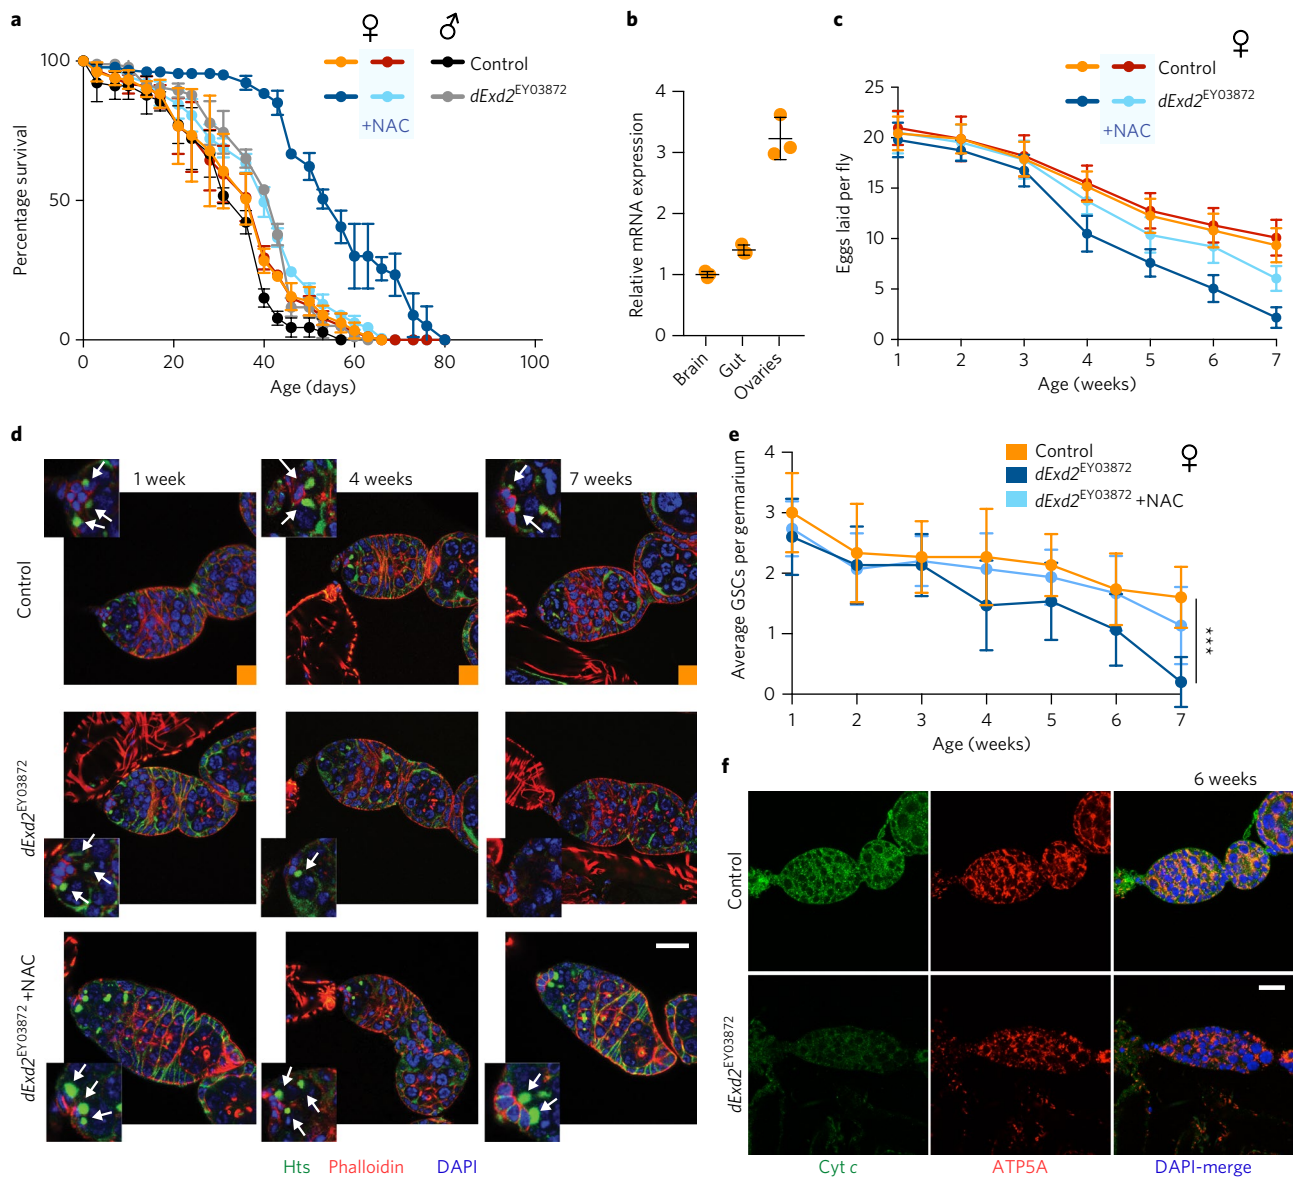 a
♀ ♂
Control
dExd2EY03872
+NAC
Percentage survival
100
50
0
0 20 40 60 80 100
Age (days)
b
Relative mRNA expression
4
3
2
1
0
Brain
Gut
Ovaries
c
♀
Control
dExd2EY03872
+NAC
Eggs laid per fly
25
20
15
10
5
0
1 2 3 4 5 6 7
Age (weeks)
d
1 week 4 weeks 7 weeks
Control
dExd2EY03872
dExd2EY03872 +NAC
Hts Phalloidin DAPI
e
Control
dExd2EY03872
dExd2EY03872 +NAC
♀
Average GSCs per germarium
4
3
2
1
0
***
1 2 3 4 5 6 7
Age (weeks)
f
6 weeks
Control
dExd2EY03872
Cyt c ATP5A DAPI-merge